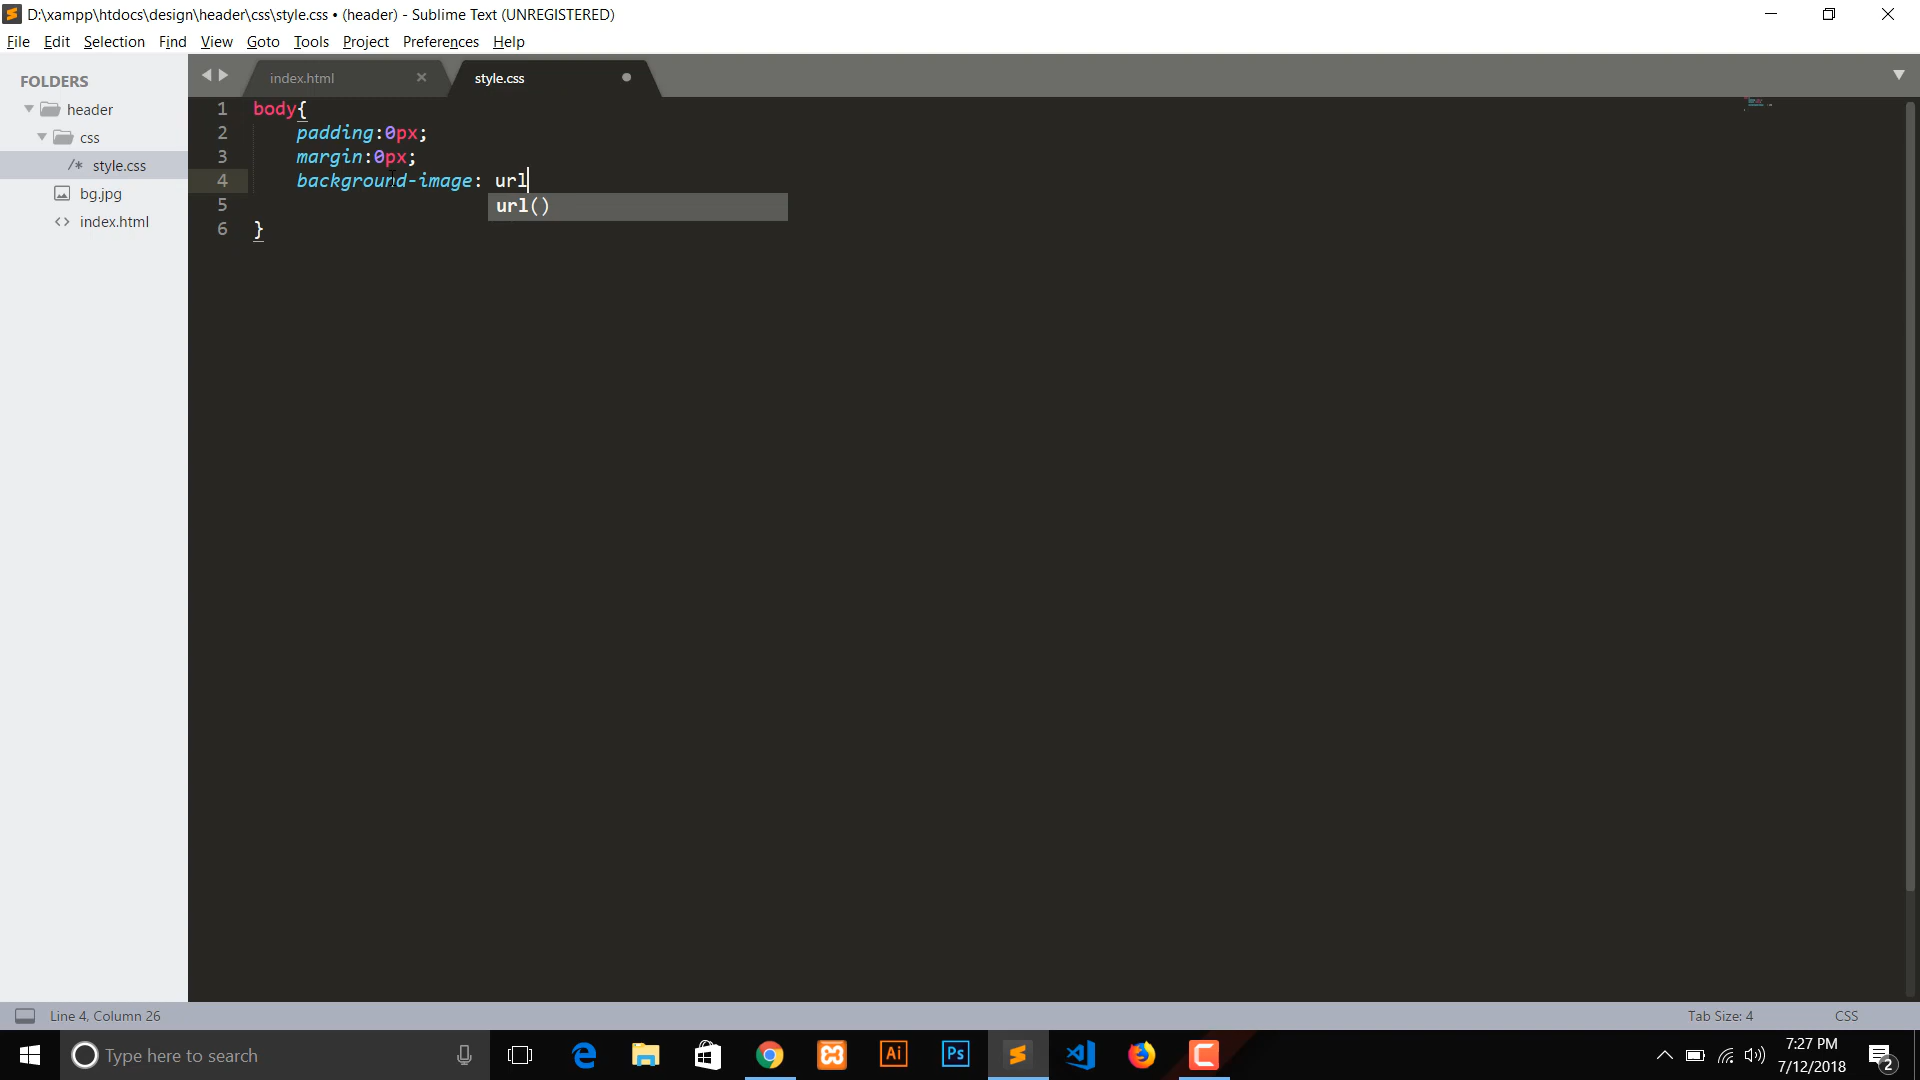 D:\xampp\htdocs\design\header\css\style.css • (header) - Sublime Text (UNREGISTERED)
File Edit Selection Find View Goto Tools Project Preferences Help
FOLDERS
header
css
/* style.css
bg.jpg
<> index.html
index.html
style.css
1 body{
2 padding:0px;
3 margin:0px;
4 background-image: url
url()
5
6 }
Line 4, Column 26
Tab Size: 4
CSS
Type here to search
Ai
Ps
7:27 PM
7/12/2018
2